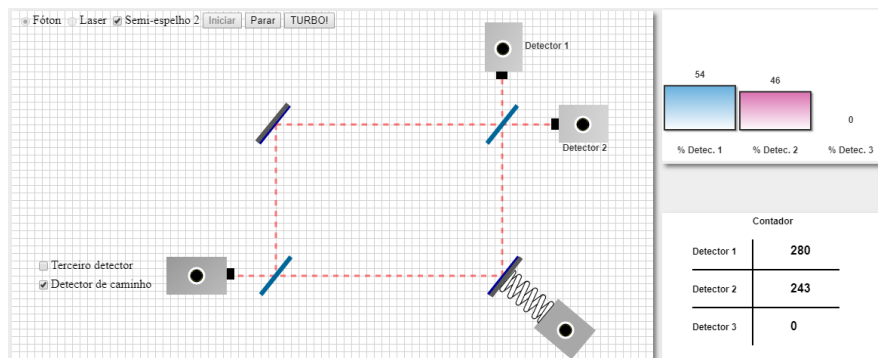 Fóton Laser Semi-espelho 2 Iniciar Parar TURBO!
Detector 1
Detector 2
Terceiro detector
Detector de caminho
54 46 0
% Detec. 1 % Detec. 2 % Detec. 3
Contador
Detector 1 280
Detector 2 243
Detector 3 0